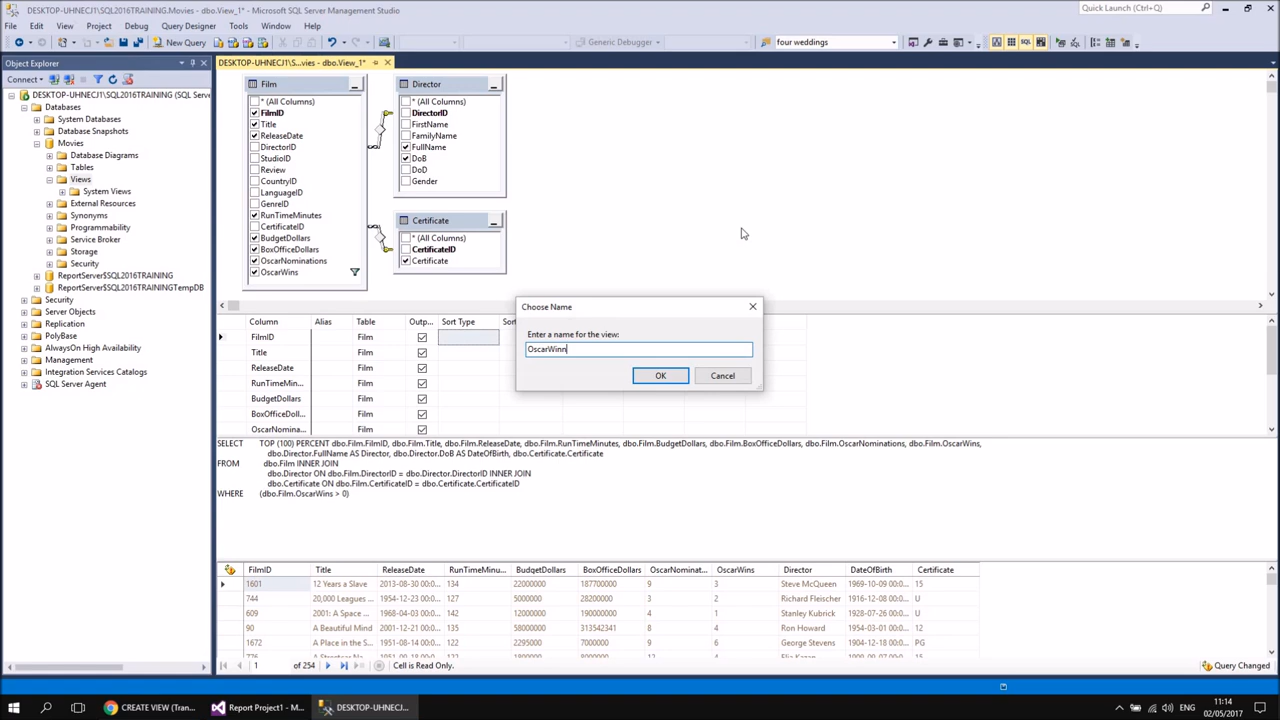 DESKTOP-UHNECJ1\SQL2016TRAINING.Movies - dbo.View_1* - Microsoft SQL Server Management Studio
Quick Launch (Ctrl+Q)
File Edit View Project Debug Query Designer Tools Window Help
New Query
Generic Debugger
four weddings
Object Explorer
DESKTOP-UHNECJ1\S...vies - dbo.View_1*
Connect
DESKTOP-UHNECJ1\SQL2016TRAINING (SQL Serve
Databases
System Databases
Database Snapshots
Movies
Database Diagrams
Tables
Views
System Views
External Resources
Synonyms
Programmability
Service Broker
Storage
Security
ReportServer$SQL2016TRAINING
ReportServer$SQL2016TRAININGTempDB
Security
Server Objects
Replication
PolyBase
AlwaysOn High Availability
Management
Integration Services Catalogs
SQL Server Agent
Film
* (All Columns)
FilmID
Title
ReleaseDate
DirectorID
StudioID
Review
CountryID
LanguageID
GenreID
RunTimeMinutes
CertificateID
BudgetDollars
BoxOfficeDollars
OscarNominations
OscarWins
Director
* (All Columns)
DirectorID
FirstName
FamilyName
FullName
DoB
DoD
Gender
Certificate
* (All Columns)
CertificateID
Certificate
Choose Name
Enter a name for the view:
OscarWinn
OK Cancel
Column Alias Table Outp... Sort Type Sort
FilmID Film
Title Film
ReleaseDate Film
RunTimeMin... Film
BudgetDollars Film
BoxOfficeDoll... Film
OscarNomina... Film
SELECT TOP (100) PERCENT dbo.Film.FilmID, dbo.Film.Title, dbo.Film.ReleaseDate, dbo.Film.RunTimeMinutes, dbo.Film.BudgetDollars, dbo.Film.BoxOfficeDollars, dbo.Film.OscarNominations, dbo.Film.OscarWins,
dbo.Director.FullName AS Director, dbo.Director.DoB AS DateOfBirth, dbo.Certificate.Certificate
FROM dbo.Film INNER JOIN
dbo.Director ON dbo.Film.DirectorID = dbo.Director.DirectorID INNER JOIN
dbo.Certificate ON dbo.Film.CertificateID = dbo.Certificate.CertificateID
WHERE (dbo.Film.OscarWins > 0)
FilmID Title ReleaseDate RunTimeMinu... BudgetDollars BoxOfficeDollars OscarNominat... OscarWins Director DateOfBirth Certificate
1601 12 Years a Slave 2013-08-30 00:0... 134 22000000 187700000 9 3 Steve McQueen 1969-10-09 00:0... 15
744 20,000 Leagues ... 1954-12-23 00:0... 127 5000000 28200000 3 2 Richard Fleischer 1916-12-08 00:0... U
609 2001: A Space ... 1968-04-03 00:0... 142 12000000 190000000 4 1 Stanley Kubrick 1928-07-26 00:0... U
90 A Beautiful Mind 2001-12-21 00:0... 135 58000000 313542341 8 4 Ron Howard 1954-03-01 00:0... 12
1672 A Place in the S... 1951-08-14 00:0... 122 2295000 7000000 9 6 George Stevens 1904-12-18 00:0... PG
1 of 254 Cell is Read Only. Query Changed
CREATE VIEW (Tran... Report Project1 - M... DESKTOP-UHNECJ1...
ENG 11:14
02/05/2017